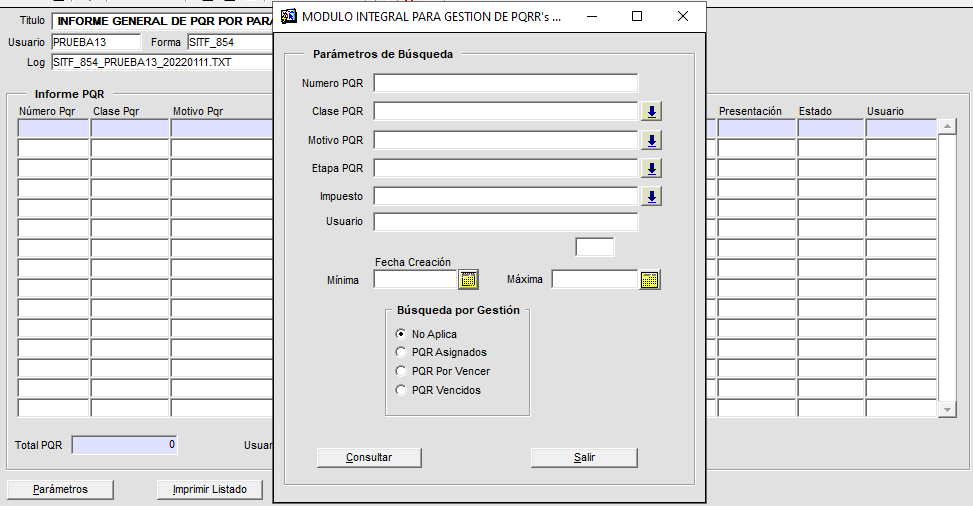 Titulo INFORME GENERAL DE PQR POR PARA
Usuario PRUEBA13 Forma SITF_854
Log SITF_854_PRUEBA13_20220111.TXT
Informe PQR
Número Pqr Clase Pqr Motivo Pqr Presentación Estado Usuario
Total PQR 0 Usuar
Parámetros Imprimir Listado
MODULO INTEGRAL PARA GESTION DE PQRR's ...
Parámetros de Búsqueda
Numero PQR
Clase PQR
Motivo PQR
Etapa PQR
Impuesto
Usuario
Fecha Creación
Mínima Máxima
Búsqueda por Gestión
No Aplica
PQR Asignados
PQR Por Vencer
PQR Vencidos
Consultar Salir